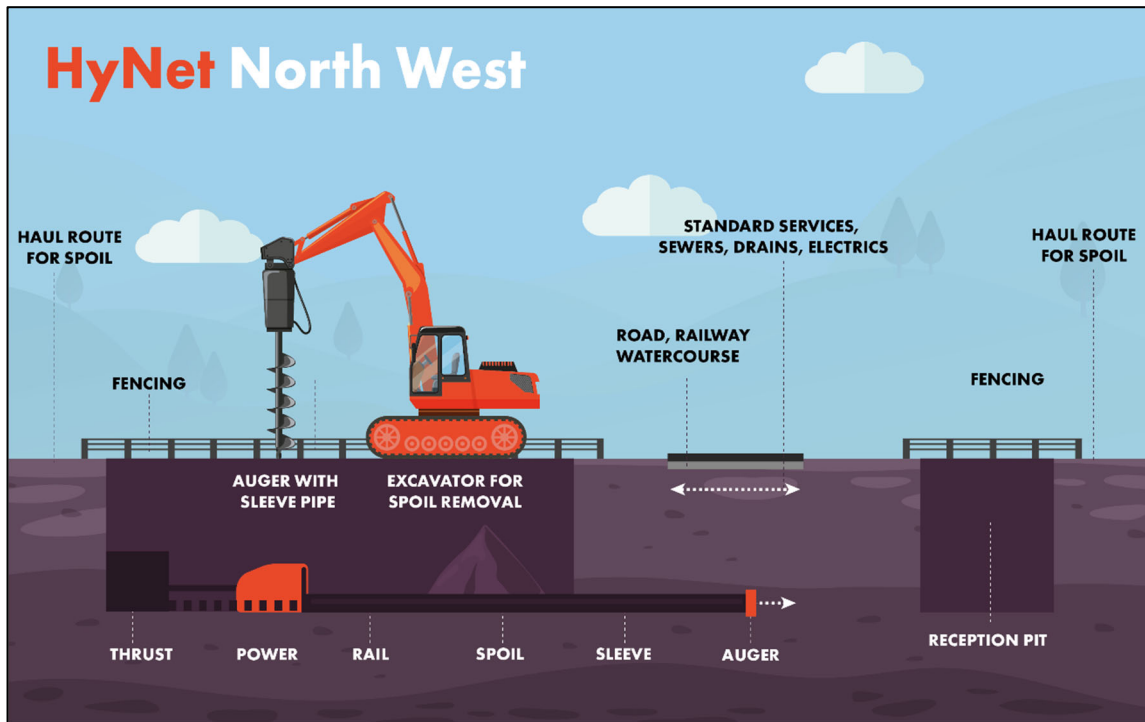 HyNet North West
HAUL ROUTE
FOR SPOIL
STANDARD SERVICES,
SEWERS, DRAINS, ELECTRICS
HAUL ROUTE
FOR SPOIL
ROAD, RAILWAY
WATERCOURSE
FENCING
FENCING
AUGER WITH
SLEEVE PIPE
EXCAVATOR FOR
SPOIL REMOVAL
THRUST
POWER
RAIL
SPOIL
SLEEVE
AUGER
RECEPTION PIT